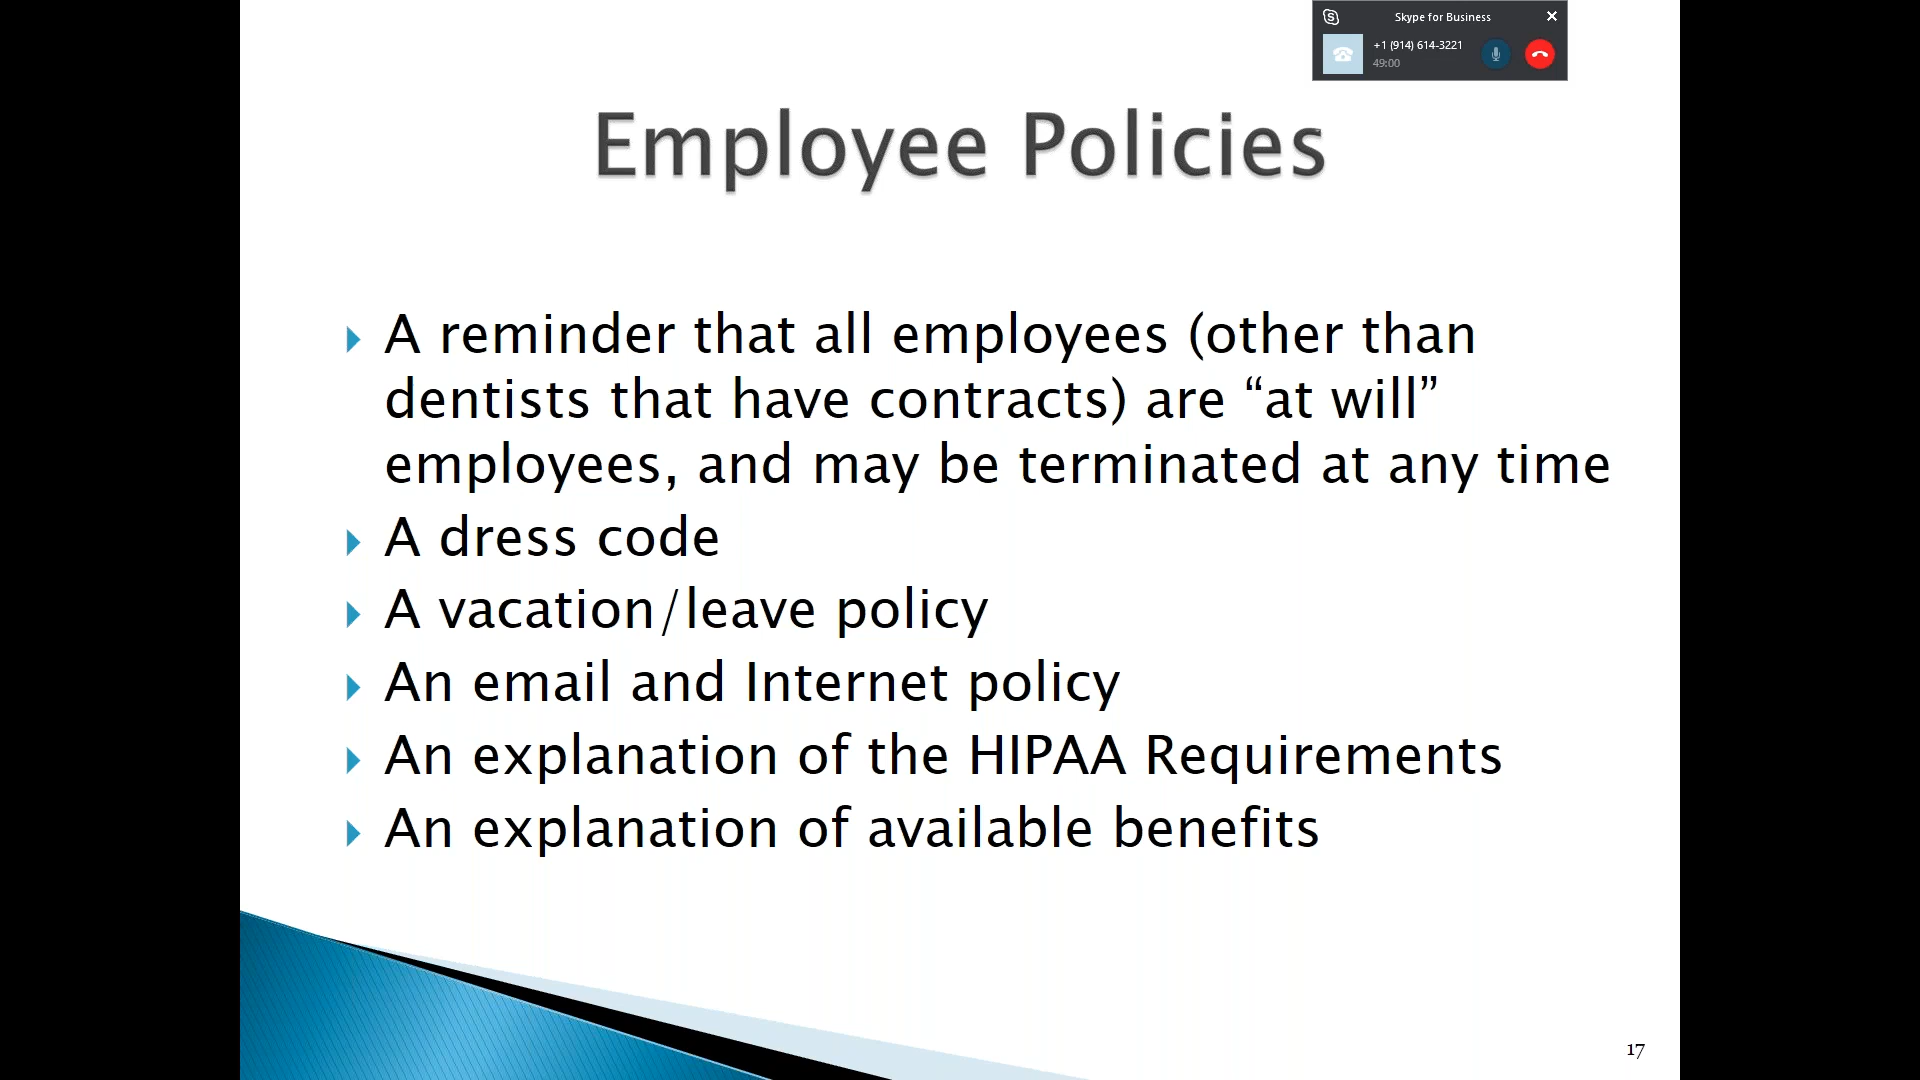 Skype for Business
+1 (914) 614-3221
49:00
Employee Policies
A reminder that all employees (other than
dentists that have contracts) are “at will”
employees, and may be terminated at any time
A dress code
A vacation/leave policy
An email and Internet policy
An explanation of the HIPAA Requirements
An explanation of available benefits
17